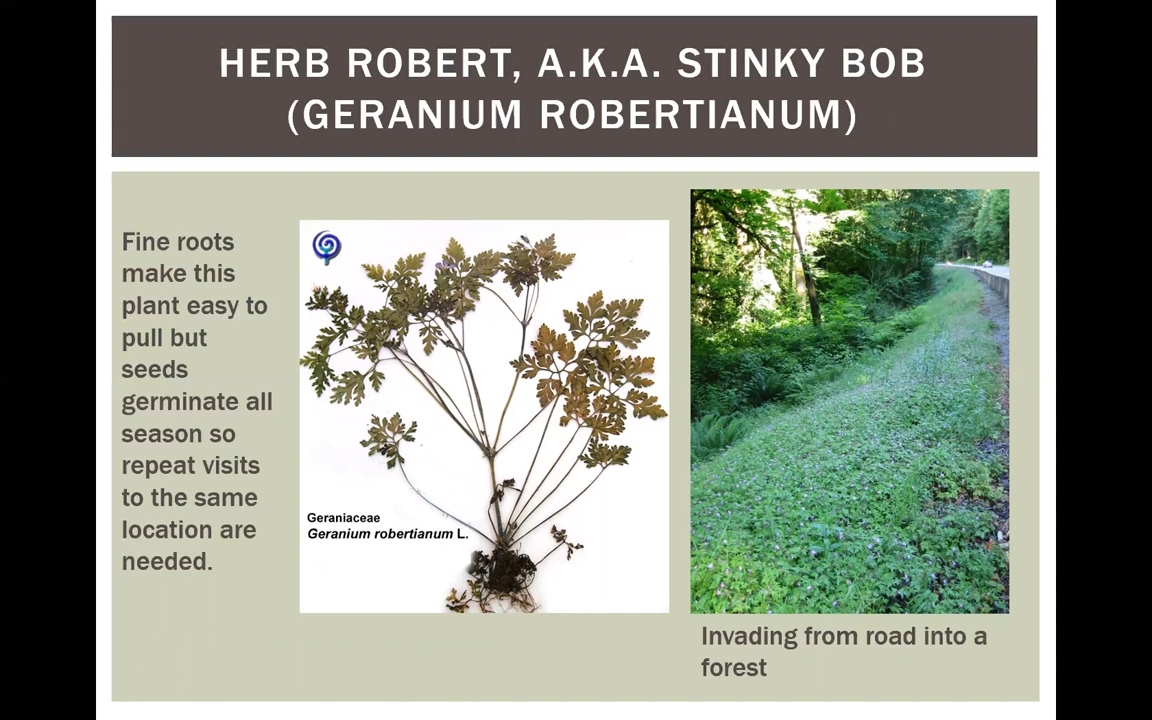 HERB ROBERT, A.K.A. STINKY BOB
(GERANIUM ROBERTIANUM)
Fine roots
make this
plant easy to
pull but
seeds
germinate all
season so
repeat visits
to the same
location are
needed.
Geraniaceae
Geranium robertianum L.
Invading from road into a
forest